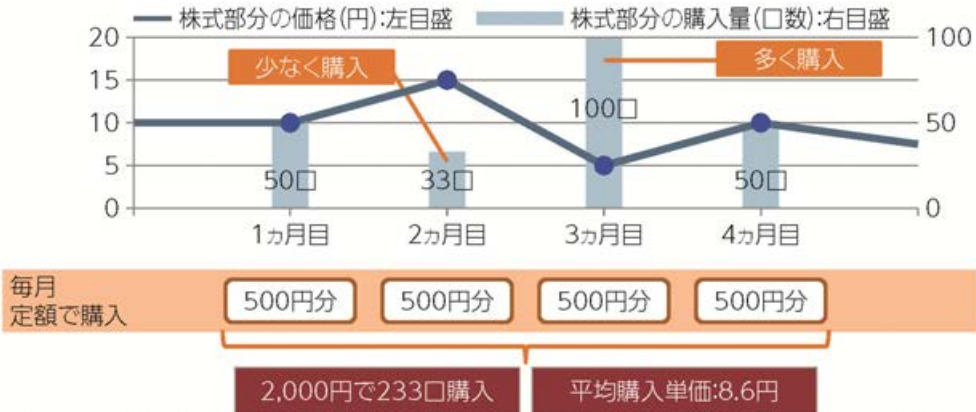 株式部分の価格(円):左目盛 株式部分の購入量(口数):右目盛
20 100
少なく購入 多く購入
15
100口
10 50
5
50口 33口 50口
0 0
1カ月目 2カ月目 3カ月目 4カ月目
毎月
定額で購入
500円分 500円分 500円分 500円分
2,000円で233口購入 平均購入単価:8.6円